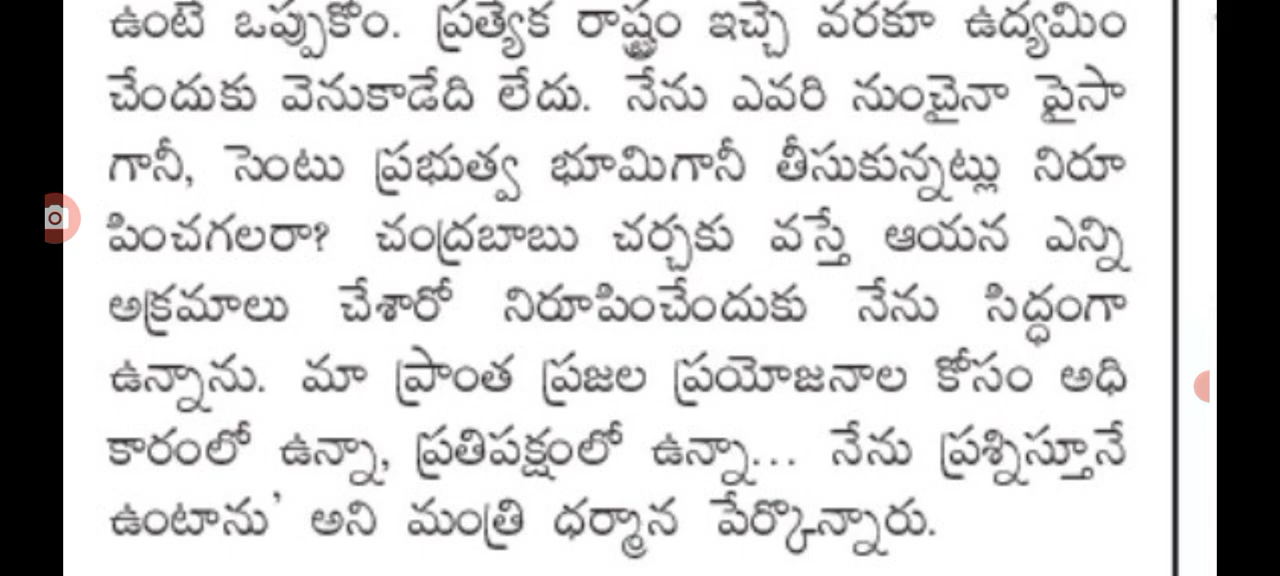 ఉంటే ఒప్పుకోం. ప్రత్యేక రాష్ట్రం ఇచ్చే వరకూ ఉద్యమిం
చేందుకు వెనుకాడేది లేదు. నేను ఎవరి నుంచైనా పైసా
గానీ, సెంటు ప్రభుత్వ భూమిగానీ తీసుకున్నట్లు నిరూ
పించగలరా? చంద్రబాబు చర్చకు వస్తే ఆయన ఎన్ని
అక్రమాలు చేశారో నిరూపించేందుకు నేను సిద్ధంగా
ఉన్నాను. మా ప్రాంత ప్రజల ప్రయోజనాల కోసం అధి
కారంలో ఉన్నా, ప్రతిపక్షంలో ఉన్నా... నేను ప్రశ్నిస్తూనే
ఉంటాను' అని మంత్రి ధర్మాన పేర్కొన్నారు.